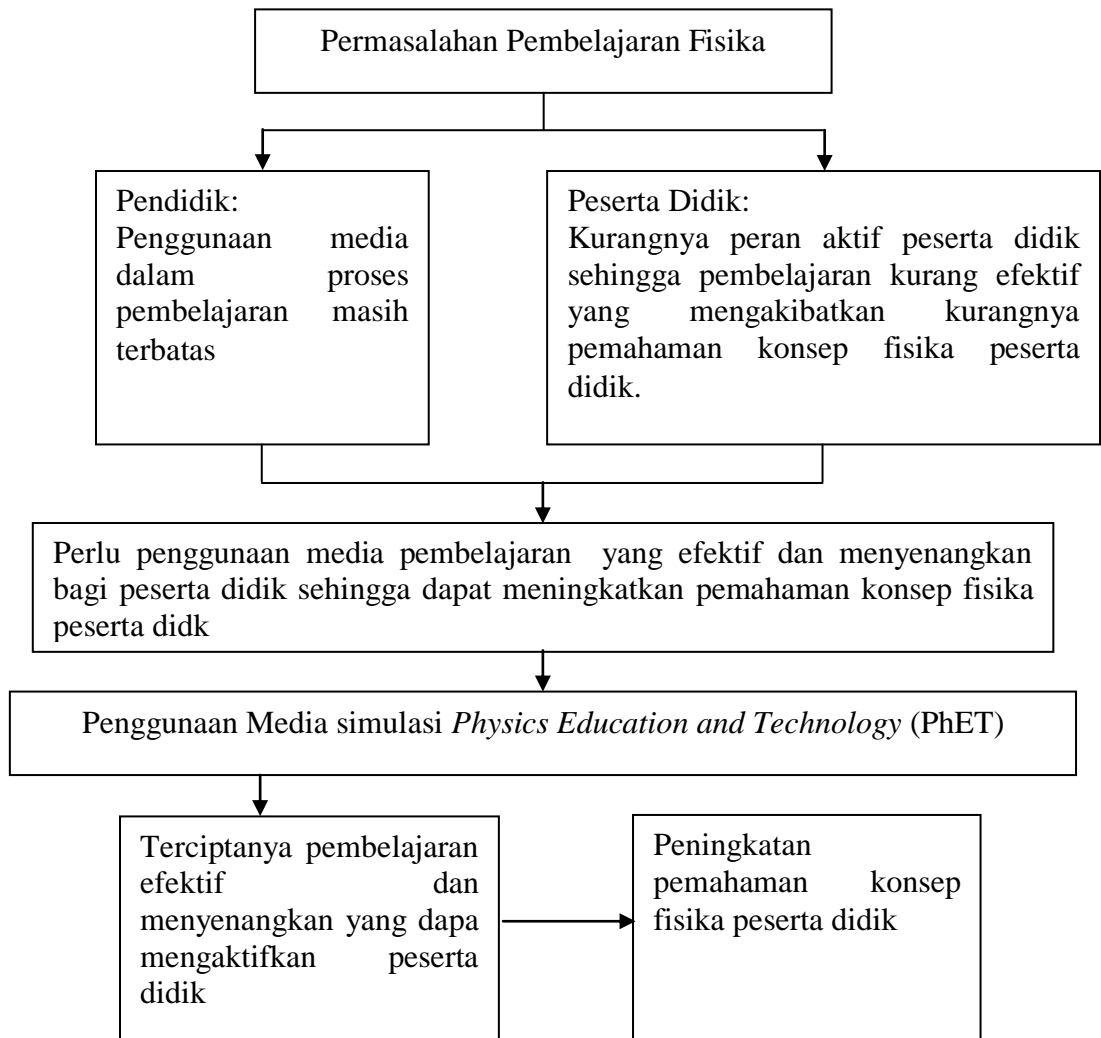 Permasalahan Pembelajaran Fisika
Pendidik:
Penggunaan media
dalam proses
pembelajaran masih
terbatas
Peserta Didik:
Kurangnya peran aktif peserta didik
sehingga pembelajaran kurang efektif
yang mengakibatkan kurangnya
pemahaman konsep fisika peserta
didik.
Perlu penggunaan media pembelajaran yang efektif dan menyenangkan
bagi peserta didik sehingga dapat meningkatkan pemahaman konsep fisika
peserta didk
Penggunaan Media simulasi Physics Education and Technology (PhET)
Terciptanya pembelajaran
efektif dan
menyenangkan yang dapa
mengaktifkan peserta
didik
Peningkatan
pemahaman konsep
fisika peserta didik